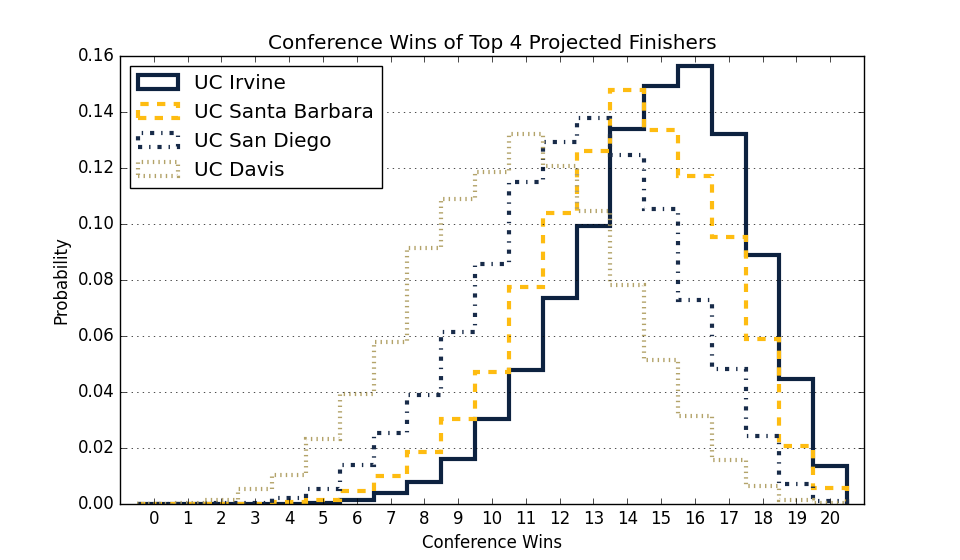 Conference Wins of Top 4 Projected Finishers
UC Irvine
UC Santa Barbara
UC San Diego
UC Davis
0.16
0.14
0.12
0.10
0.08
0.06
0.04
0.02
0.00
Probability
0 1 2 3 4 5 6 7 8 9 10 11 12 13 14 15 16 17 18 19 20
Conference Wins